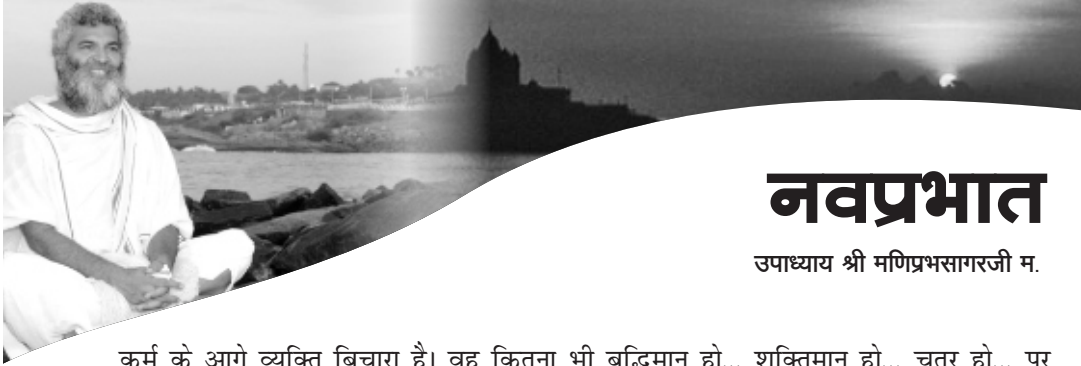 नवप्रभात
उपाध्याय श्री मणिप्रभसागरजी म.
कर्म के आगे व्यक्ति बिचारा है। वह कितना भी बुद्धिमान हो... शक्तिमान हो... चतुर हो... पर